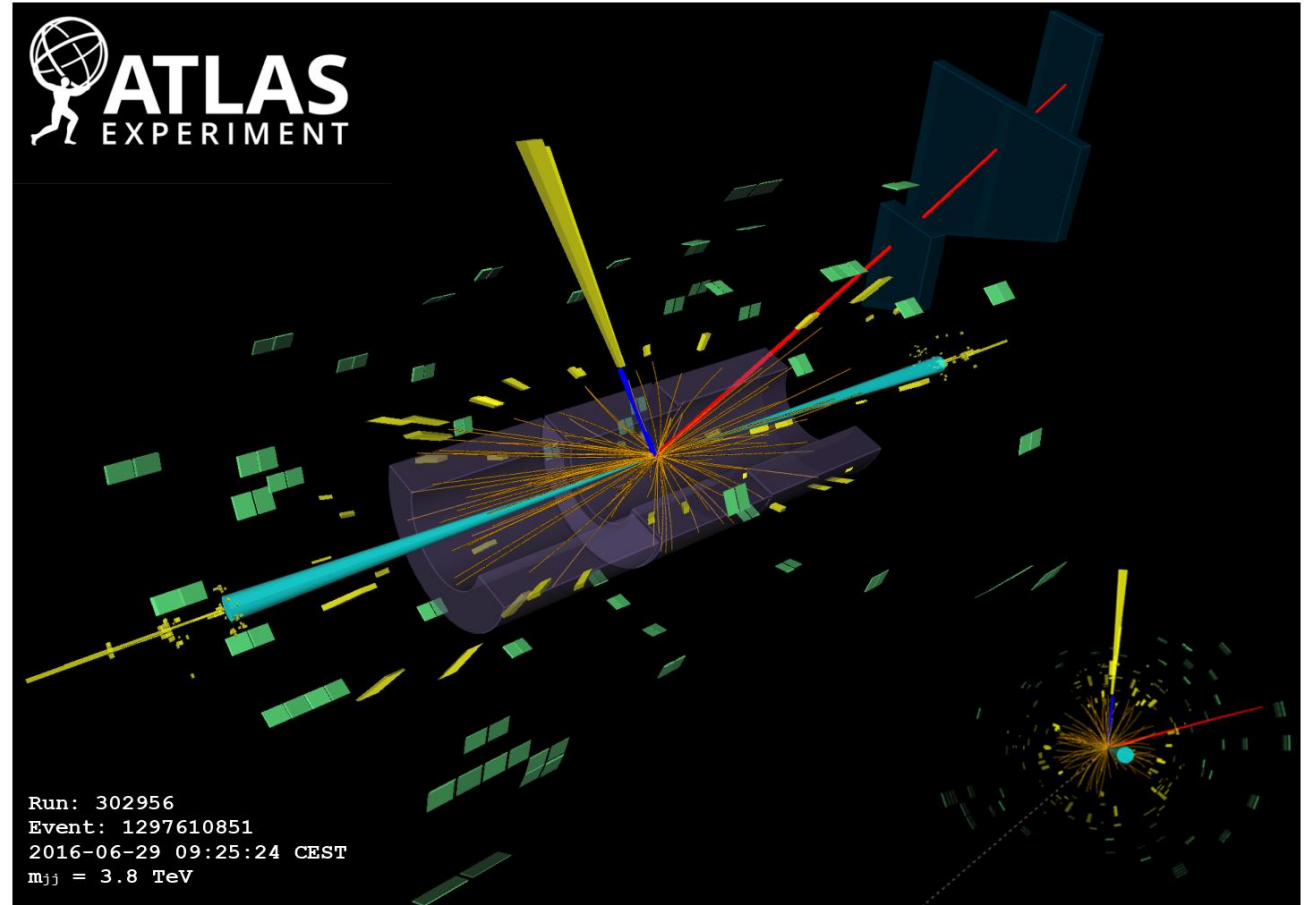 ATLAS
EXPERIMENT
Run: 302956
Event: 1297610851
2016-06-29 09:25:24 CEST
mjj = 3.8 TeV